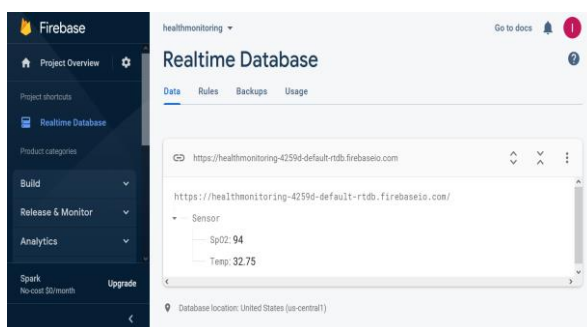 Firebase
Project Overview
Project shortcuts
Realtime Database
Product categories
Build
Release & Monitor
Analytics
Spark
No-cost $0/month
Upgrade
healthmonitoring
Go to docs
I
Realtime Database
Data Rules Backups Usage
https://healthmonitoring-4259d-default-rtdb.firebaseio.com
https://healthmonitoring-4259d-default-rtdb.firebaseio.com/
Sensor
SpO2: 94
Temp: 32.75
Database location: United States (us-central1)